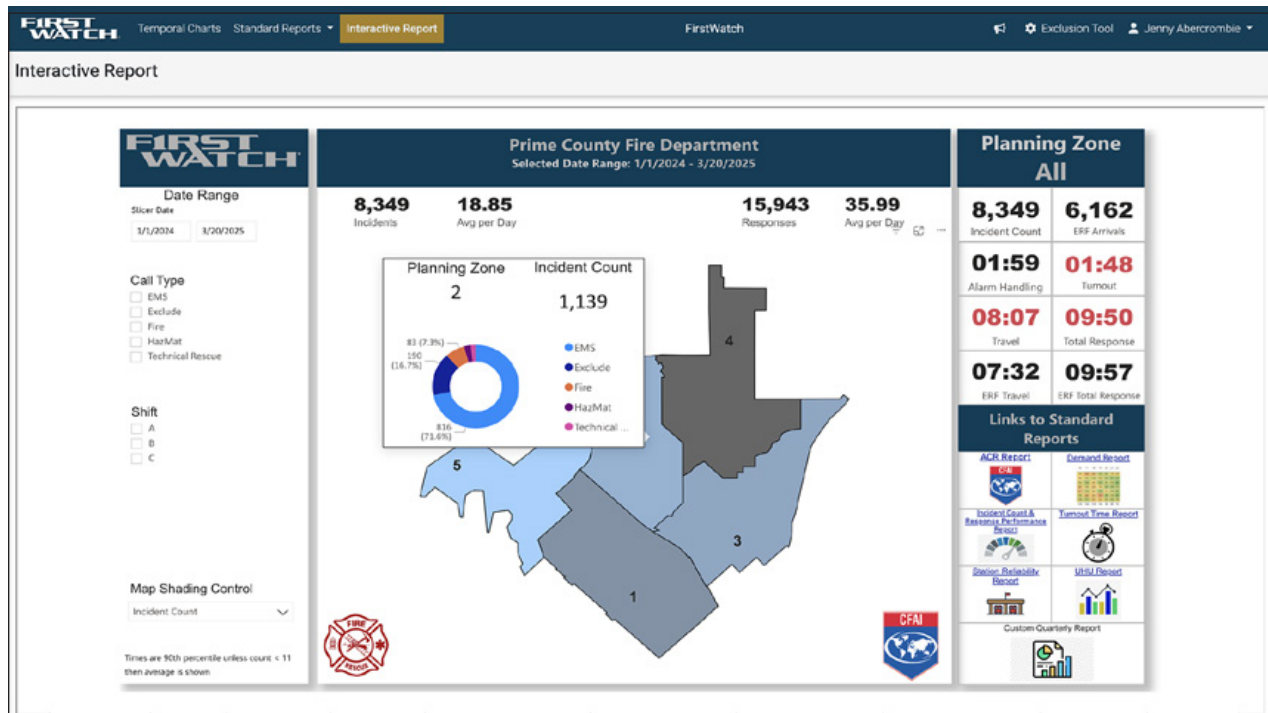 FIRST
WATCH
Temporal Charts
Standard Reports
Interactive Report
FirstWatch
Exclusion Tool
Jenny Abercrombie
Interactive Report
FIRST
WATCH
Date Range
Slicer Date
1/1/2024
3/20/2025
Call Type
EMS
Exclude
Fire
HazMat
Technical Rescue
Shift
A
B
C
Map Shading Control
Incident Count
Times are 90th percentile unless count < 11
then average is shown
Prime County Fire Department
Selected Date Range: 1/1/2024 - 3/20/2025
8,349
Incidents
18.85
Avg per Day
15,943
Responses
35.99
Avg per Day
Planning Zone
2
Incident Count
1,139
83 (7.3%)
190
(16.7%)
816
(71.6%)
EMS
Exclude
Fire
HazMat
Technical ...
4
5
3
1
FIRE
RESCUE
CFAI
Planning Zone
All
8,349
Incident Count
6,162
ERF Arrivals
01:59
Alarm Handling
01:48
Turnout
08:07
Travel
09:50
Total Response
07:32
ERF Travel
09:57
ERF Total Response
Links to Standard
Reports
ACR Report
CFAI
Demand Report
Incident Count &
Response Performance
Report
Turnout Time Report
Station Reliability
Report
UHU Report
Custom Quarterly Report